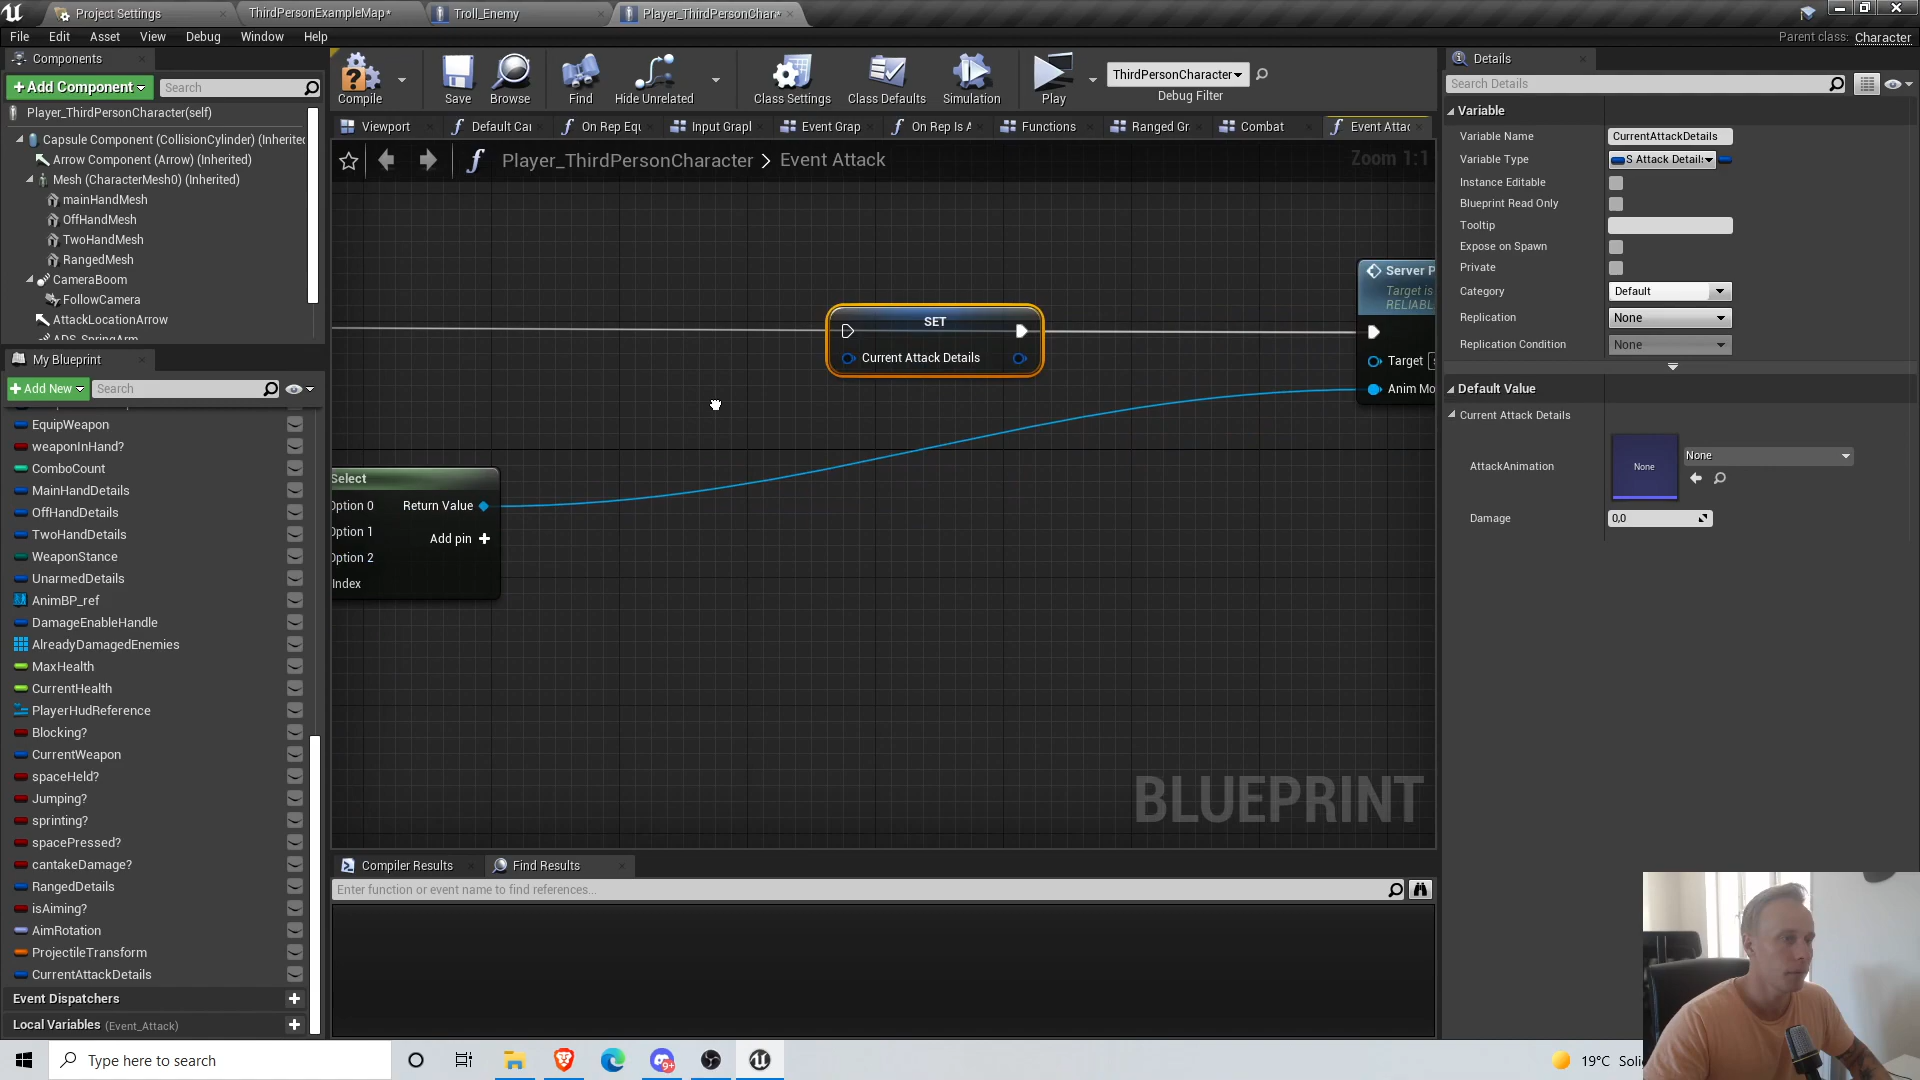 Project Settings
ThirdPersonExampleMap*
Troll_Enemy
Player_ThirdPersonChar*
File Edit Asset View Debug Window Help
Parent class: Character
Components
+Add Component
Search
Player_ThirdPersonCharacter(self)
Capsule Component (CollisionCylinder) (Inherited
Arrow Component (Arrow) (Inherited)
Mesh (CharacterMesh0) (Inherited)
mainHandMesh
OffHandMesh
TwoHandMesh
RangedMesh
CameraBoom
FollowCamera
AttackLocationArrow
ADS_SpringArm
Compile
Save
Browse
Find
Hide Unrelated
Class Settings
Class Defaults
Simulation
Play
ThirdPersonCharacter
Debug Filter
Viewport
Default Car
On Rep Equ
Input Grapl
Event Grap
On Rep Is A
Functions
Ranged Gr
Combat
Event Attac
Player_ThirdPersonCharacter > Event Attack
Zoom 1:1
SET
Current Attack Details
Server P
Target is
RELIABL
Target
Anim Mo
Select
Option 0
Return Value
Option 1
Add pin +
Option 2
Index
BLUEPRINT
My Blueprint
+Add New
Search
EquipWeapon
weaponInHand?
ComboCount
MainHandDetails
OffHandDetails
TwoHandDetails
WeaponStance
UnarmedDetails
AnimBP_ref
DamageEnableHandle
AlreadyDamagedEnemies
MaxHealth
CurrentHealth
PlayerHudReference
Blocking?
CurrentWeapon
spaceHeld?
Jumping?
sprinting?
spacePressed?
cantakeDamage?
RangedDetails
isAiming?
AimRotation
ProjectileTransform
CurrentAttackDetails
Event Dispatchers
Local Variables (Event_Attack)
Compiler Results
Find Results
Enter function or event name to find references...
Details
Search Details
Variable
Variable Name CurrentAttackDetails
Variable Type S Attack Details
Instance Editable
Blueprint Read Only
Tooltip
Expose on Spawn
Private
Category Default
Replication None
Replication Condition None
Default Value
Current Attack Details
AttackAnimation None None
Damage 0,0
Type here to search
9+
19°C